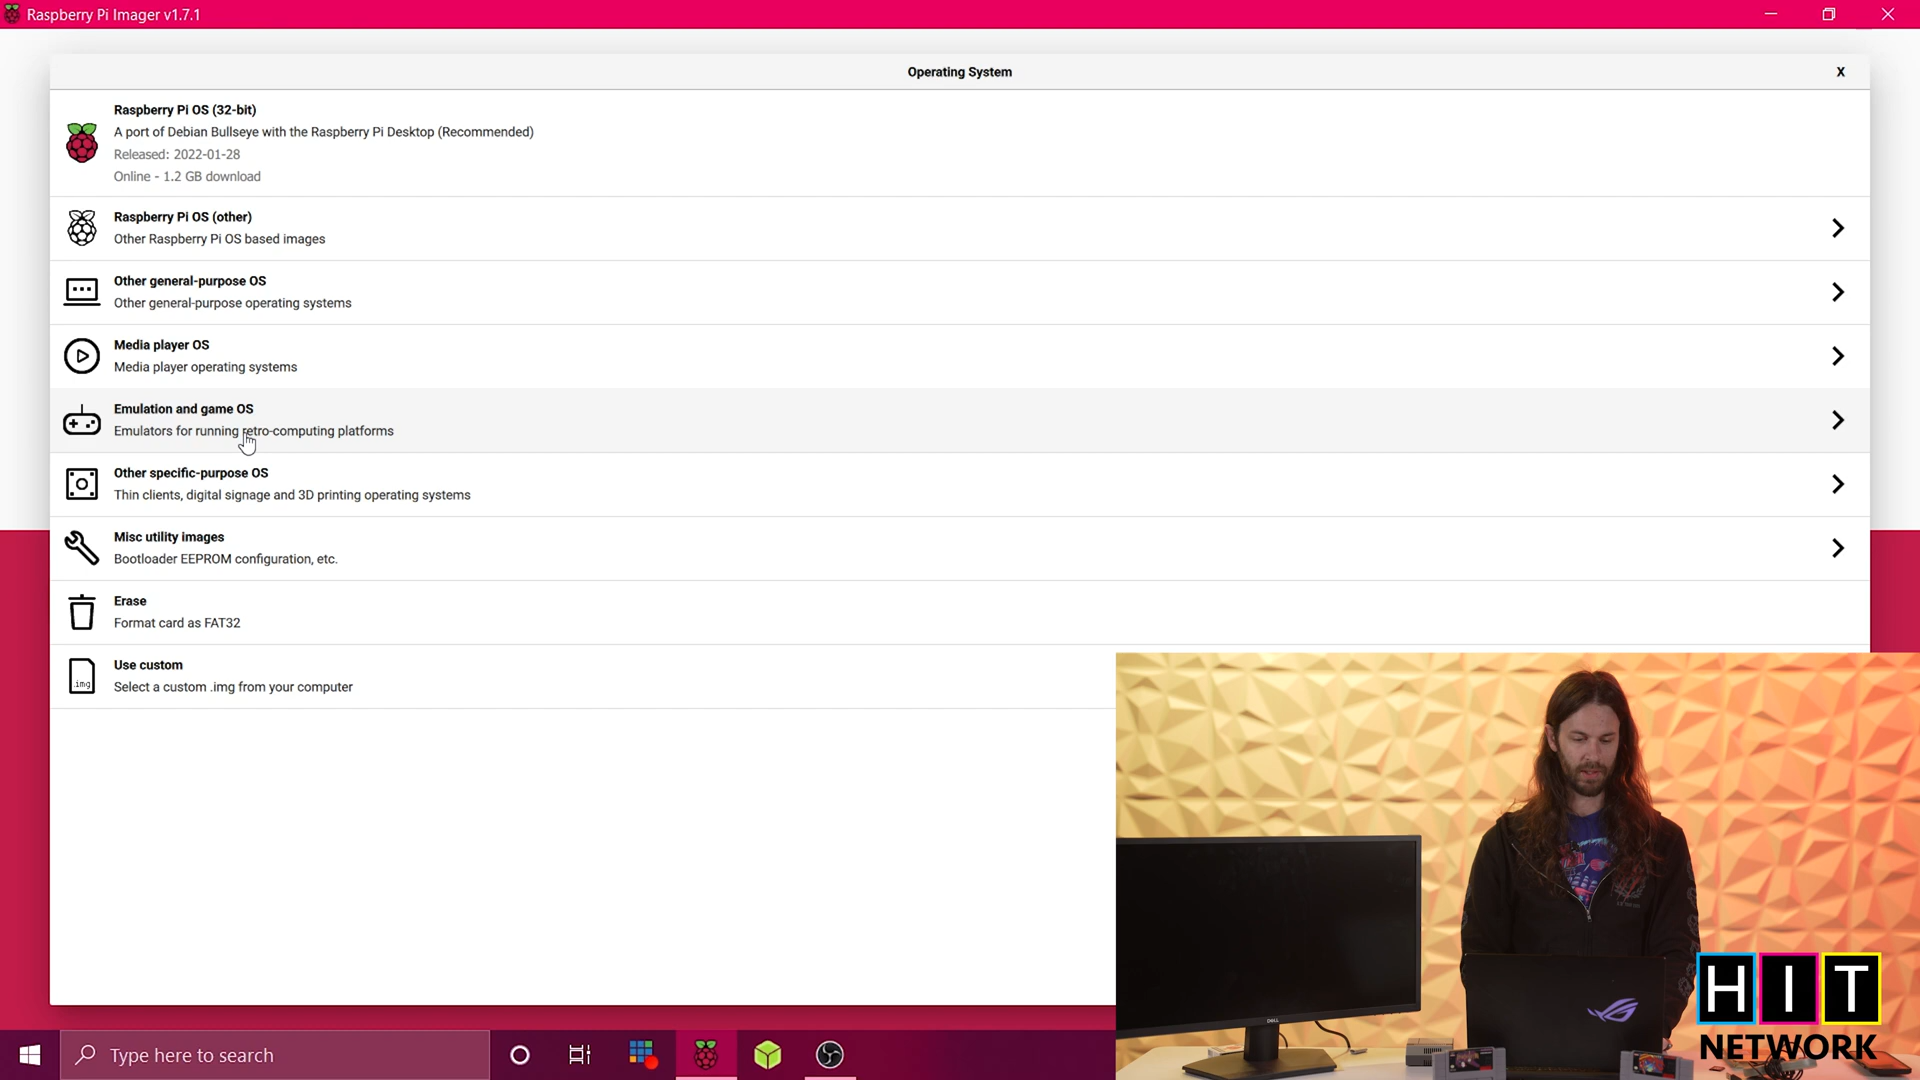 Raspberry Pi Imager v1.7.1
Operating System
X
Raspberry Pi OS (32-bit)
A port of Debian Bullseye with the Raspberry Pi Desktop (Recommended)
Released: 2022-01-28
Online - 1.2 GB download
Raspberry Pi OS (other)
Other Raspberry Pi OS based images
Other general-purpose OS
Other general-purpose operating systems
Media player OS
Media player operating systems
Emulation and game OS
Emulators for running retro-computing platforms
Other specific-purpose OS
Thin clients, digital signage and 3D printing operating systems
Misc utility images
Bootloader EEPROM configuration, etc.
Erase
Format card as FAT32
.img
Use custom
Select a custom .img from your computer
DELL
HIT
NETWORK
Type here to search